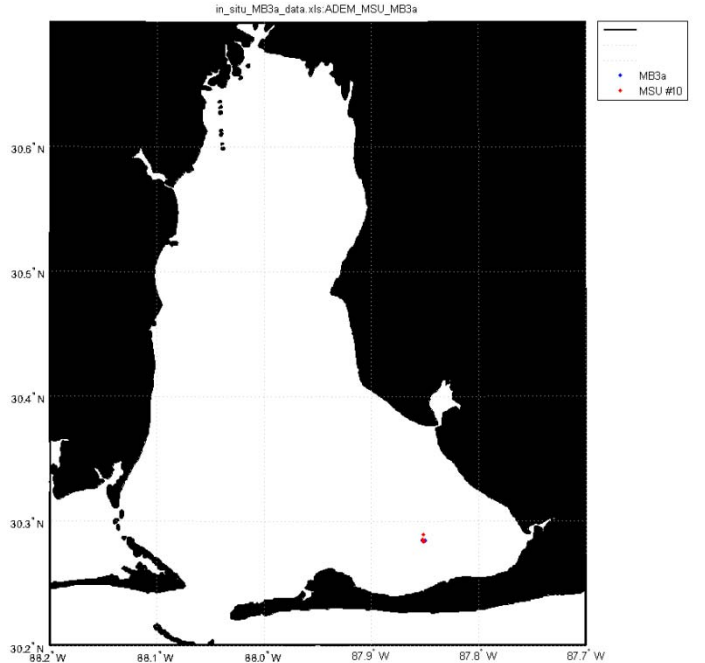 in_situ_MB3a_data.xls:ADEM_MSU_MB3a
MB3a
MSU #10
30.6°N
30.5°N
30.4°N
30.3°N
30.2°N
88.2°W 88.1°W 88.0°W 87.9°W 87.8°W 87.7°W